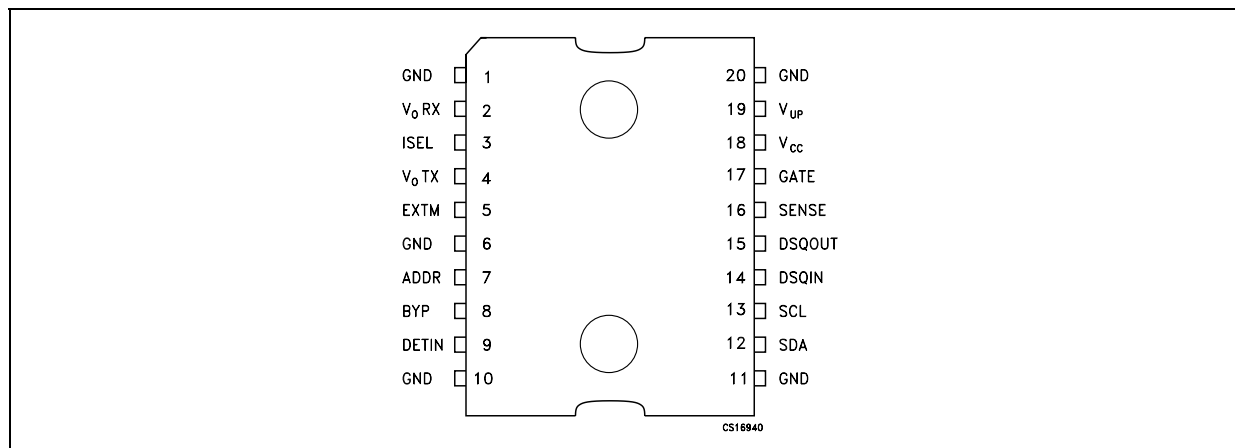 GND 1 20 GND
V₀ RX 2 19 V_UP
ISEL 3 18 V_CC
V₀ TX 4 17 GATE
EXTM 5 16 SENSE
GND 6 15 DSQOUT
ADDR 7 14 DSQIN
BYP 8 13 SCL
DETIN 9 12 SDA
GND 10 11 GND
CS16940